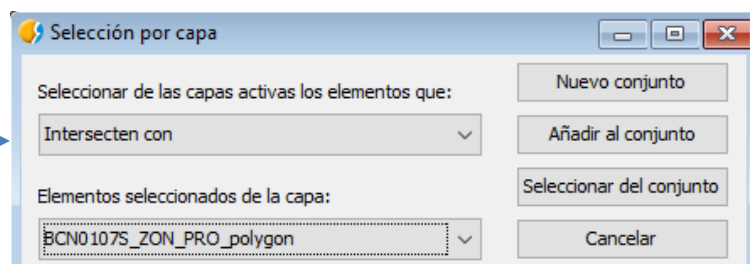 Selección por capa
Seleccionar de las capas activas los elementos que:
Intersecten con
Elementos seleccionados de la capa:
BCN0107S_ZON_PRO_polygon
Nuevo conjunto
Añadir al conjunto
Seleccionar del conjunto
Cancelar